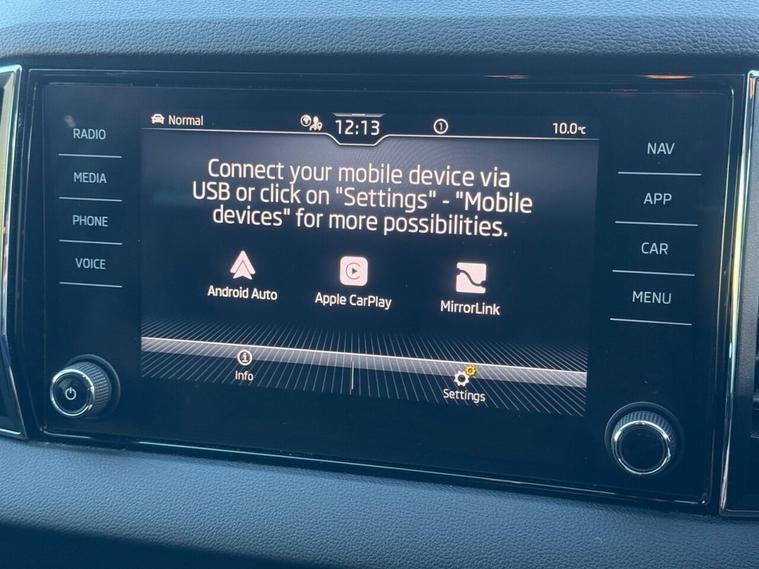 RADIO
MEDIA
PHONE
VOICE
Normal
12:13
1
10.0°C
Connect your mobile device via
USB or click on "Settings" - "Mobile
devices" for more possibilities.
Android Auto
Apple CarPlay
MirrorLink
Info
Settings
NAV
APP
CAR
MENU